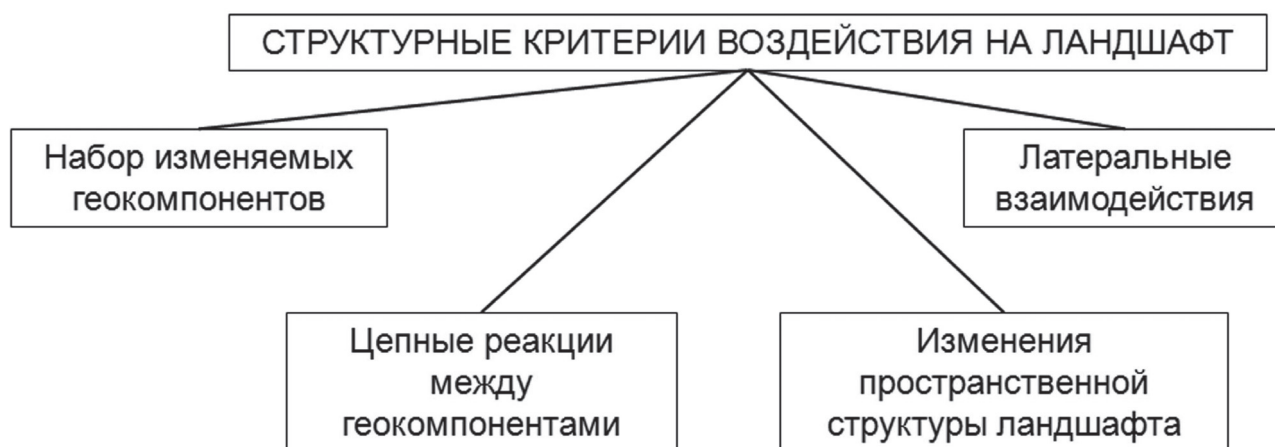 СТРУКТУРНЫЕ КРИТЕРИИ ВОЗДЕЙСТВИЯ НА ЛАНДШАФТ
Набор изменяемых
геокомпонентов
Латеральные
взаимодействия
Цепные реакции
между
геокомпонентами
Изменения
пространственной
структуры ландшафта